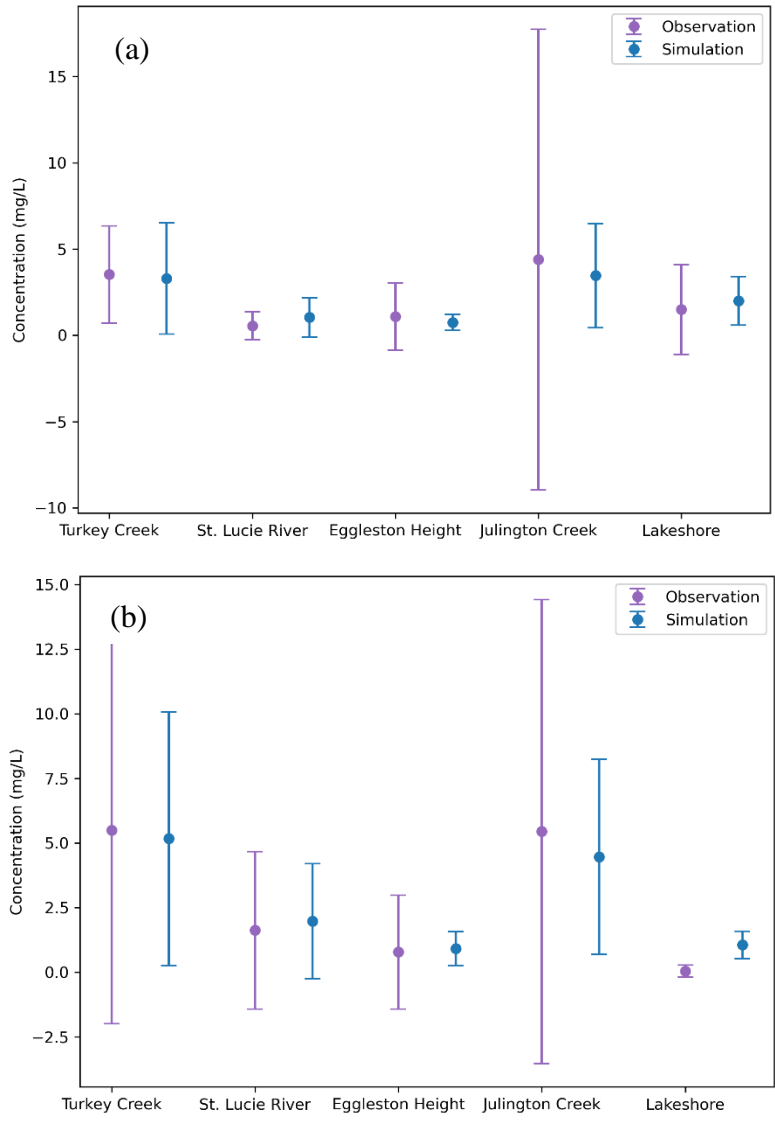 (a)
Observation
Simulation
Concentration (mg/L)
15
10
5
0
−5
−10
Turkey Creek St. Lucie River Eggleston Height Julington Creek Lakeshore
(b)
Observation
Simulation
Concentration (mg/L)
15.0
12.5
10.0
7.5
5.0
2.5
0.0
−2.5
Turkey Creek St. Lucie River Eggleston Height Julington Creek Lakeshore